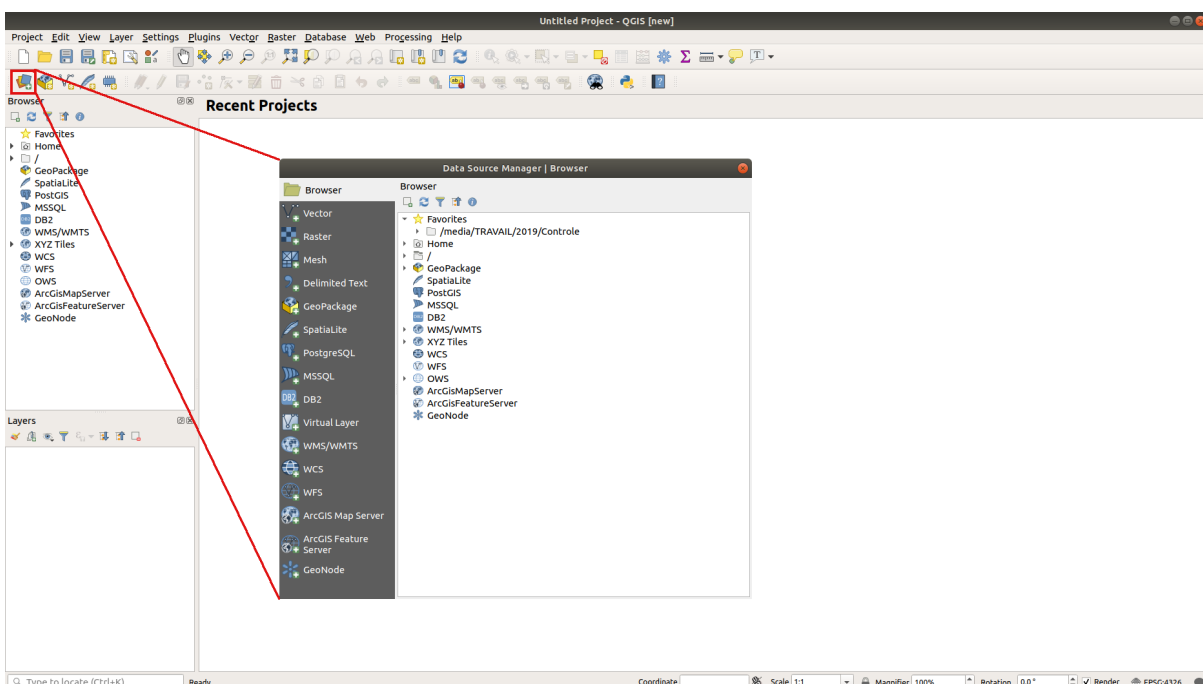 Untitled Project - QGIS [new]
Project Edit View Layer Settings Plugins Vector Raster Database Web Processing Help
Browser
Recent Projects
Favorites
Home
/
GeoPackage
SpatiaLite
PostGIS
MSSQL
DB2
WMS/WMTS
XYZ Tiles
WCS
WFS
OWS
ArcGisMapServer
ArcGisFeatureServer
GeoNode
Layers
Data Source Manager | Browser
Browser
Vector
Raster
Mesh
Delimited Text
GeoPackage
SpatiaLite
PostgreSQL
MSSQL
DB2
Virtual Layer
WMS/WMTS
WCS
WFS
ArcGIS Map Server
ArcGIS Feature
Server
GeoNode
Browser
Favorites
/media/TRAVAIL/2019/Controle
Home
/
GeoPackage
SpatiaLite
PostGIS
MSSQL
DB2
WMS/WMTS
XYZ Tiles
WCS
WFS
OWS
ArcGisMapServer
ArcGisFeatureServer
GeoNode
Type to locate (Ctrl+K) Ready Coordinate Scale 1:1 Magnifier 100% Rotation 0.0° Render EPSG:4326